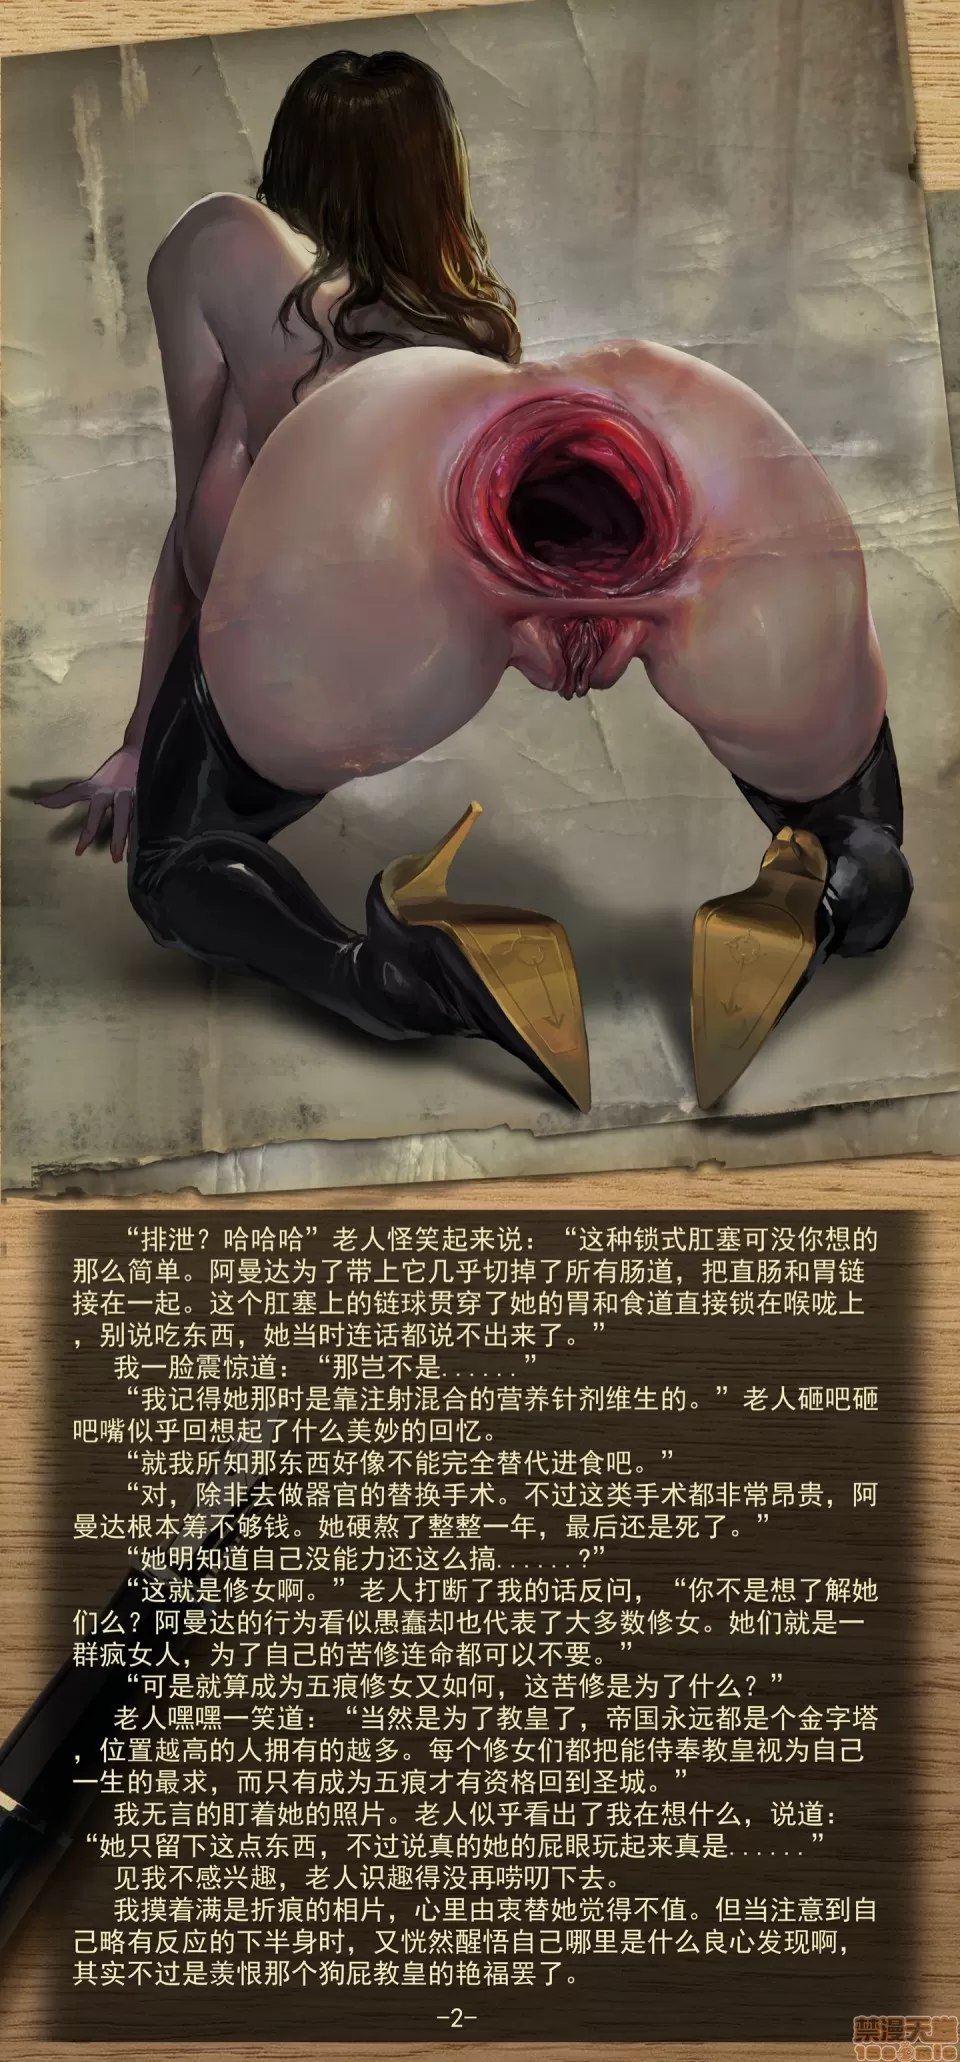 “排泄？哈哈哈”老人怪笑起来说：“这种锁式肛塞可没你想的
那么简单。阿曼达为了带上它几乎切掉了所有肠道，把直肠和胃链
接在一起。这个肛塞上的链球贯穿了她的胃和食道直接锁在喉咙上
，别说吃东西，她当时连话都说不出来了。”
我一脸震惊道：“那岂不是......”
“我记得她那时是靠注射混合的营养针剂维生的。”老人砸吧砸
吧嘴似乎回想起了什么美妙的回忆。
“就我所知那东西好像不能完全替代进食吧。”
“对，除非去做器官的替换手术。不过这类手术都非常昂贵，阿
曼达根本筹不够钱。她硬熬了整整一年，最后还是死了。”
“她明知道自己没能力还这么搞......?”
“这就是修女啊。”老人打断了我的话反问，“你不是想了解她
们么？阿曼达的行为看似愚蠢却也代表了大多数修女。她们就是一
群疯女人，为了自己的苦修连命都可以不要。”
“可是就算成为五痕修女又如何，这苦修是为了什么？”
老人嘿嘿一笑道：“当然是为了教皇了，帝国永远都是个金字塔
，位置越高的人拥有的越多。每个修女们都把能侍奉教皇视为自己
一生的最求，而只有成为五痕才有资格回到圣城。”
我无言的盯着她的照片。老人似乎看出了我在想什么，说道：
“她只留下这点东西，不过说真的她的屁眼玩起来真是......”
见我不感兴趣，老人识趣得没再唠叨下去。
我摸着满是折痕的相片，心里由衷替她觉得不值。但当注意到自
己略有反应的下半身时，又恍然醒悟自己哪里是什么良心发现啊，
其实不过是羡恨那个狗屁教皇的艳福罢了。
-2-
禁漫天堂